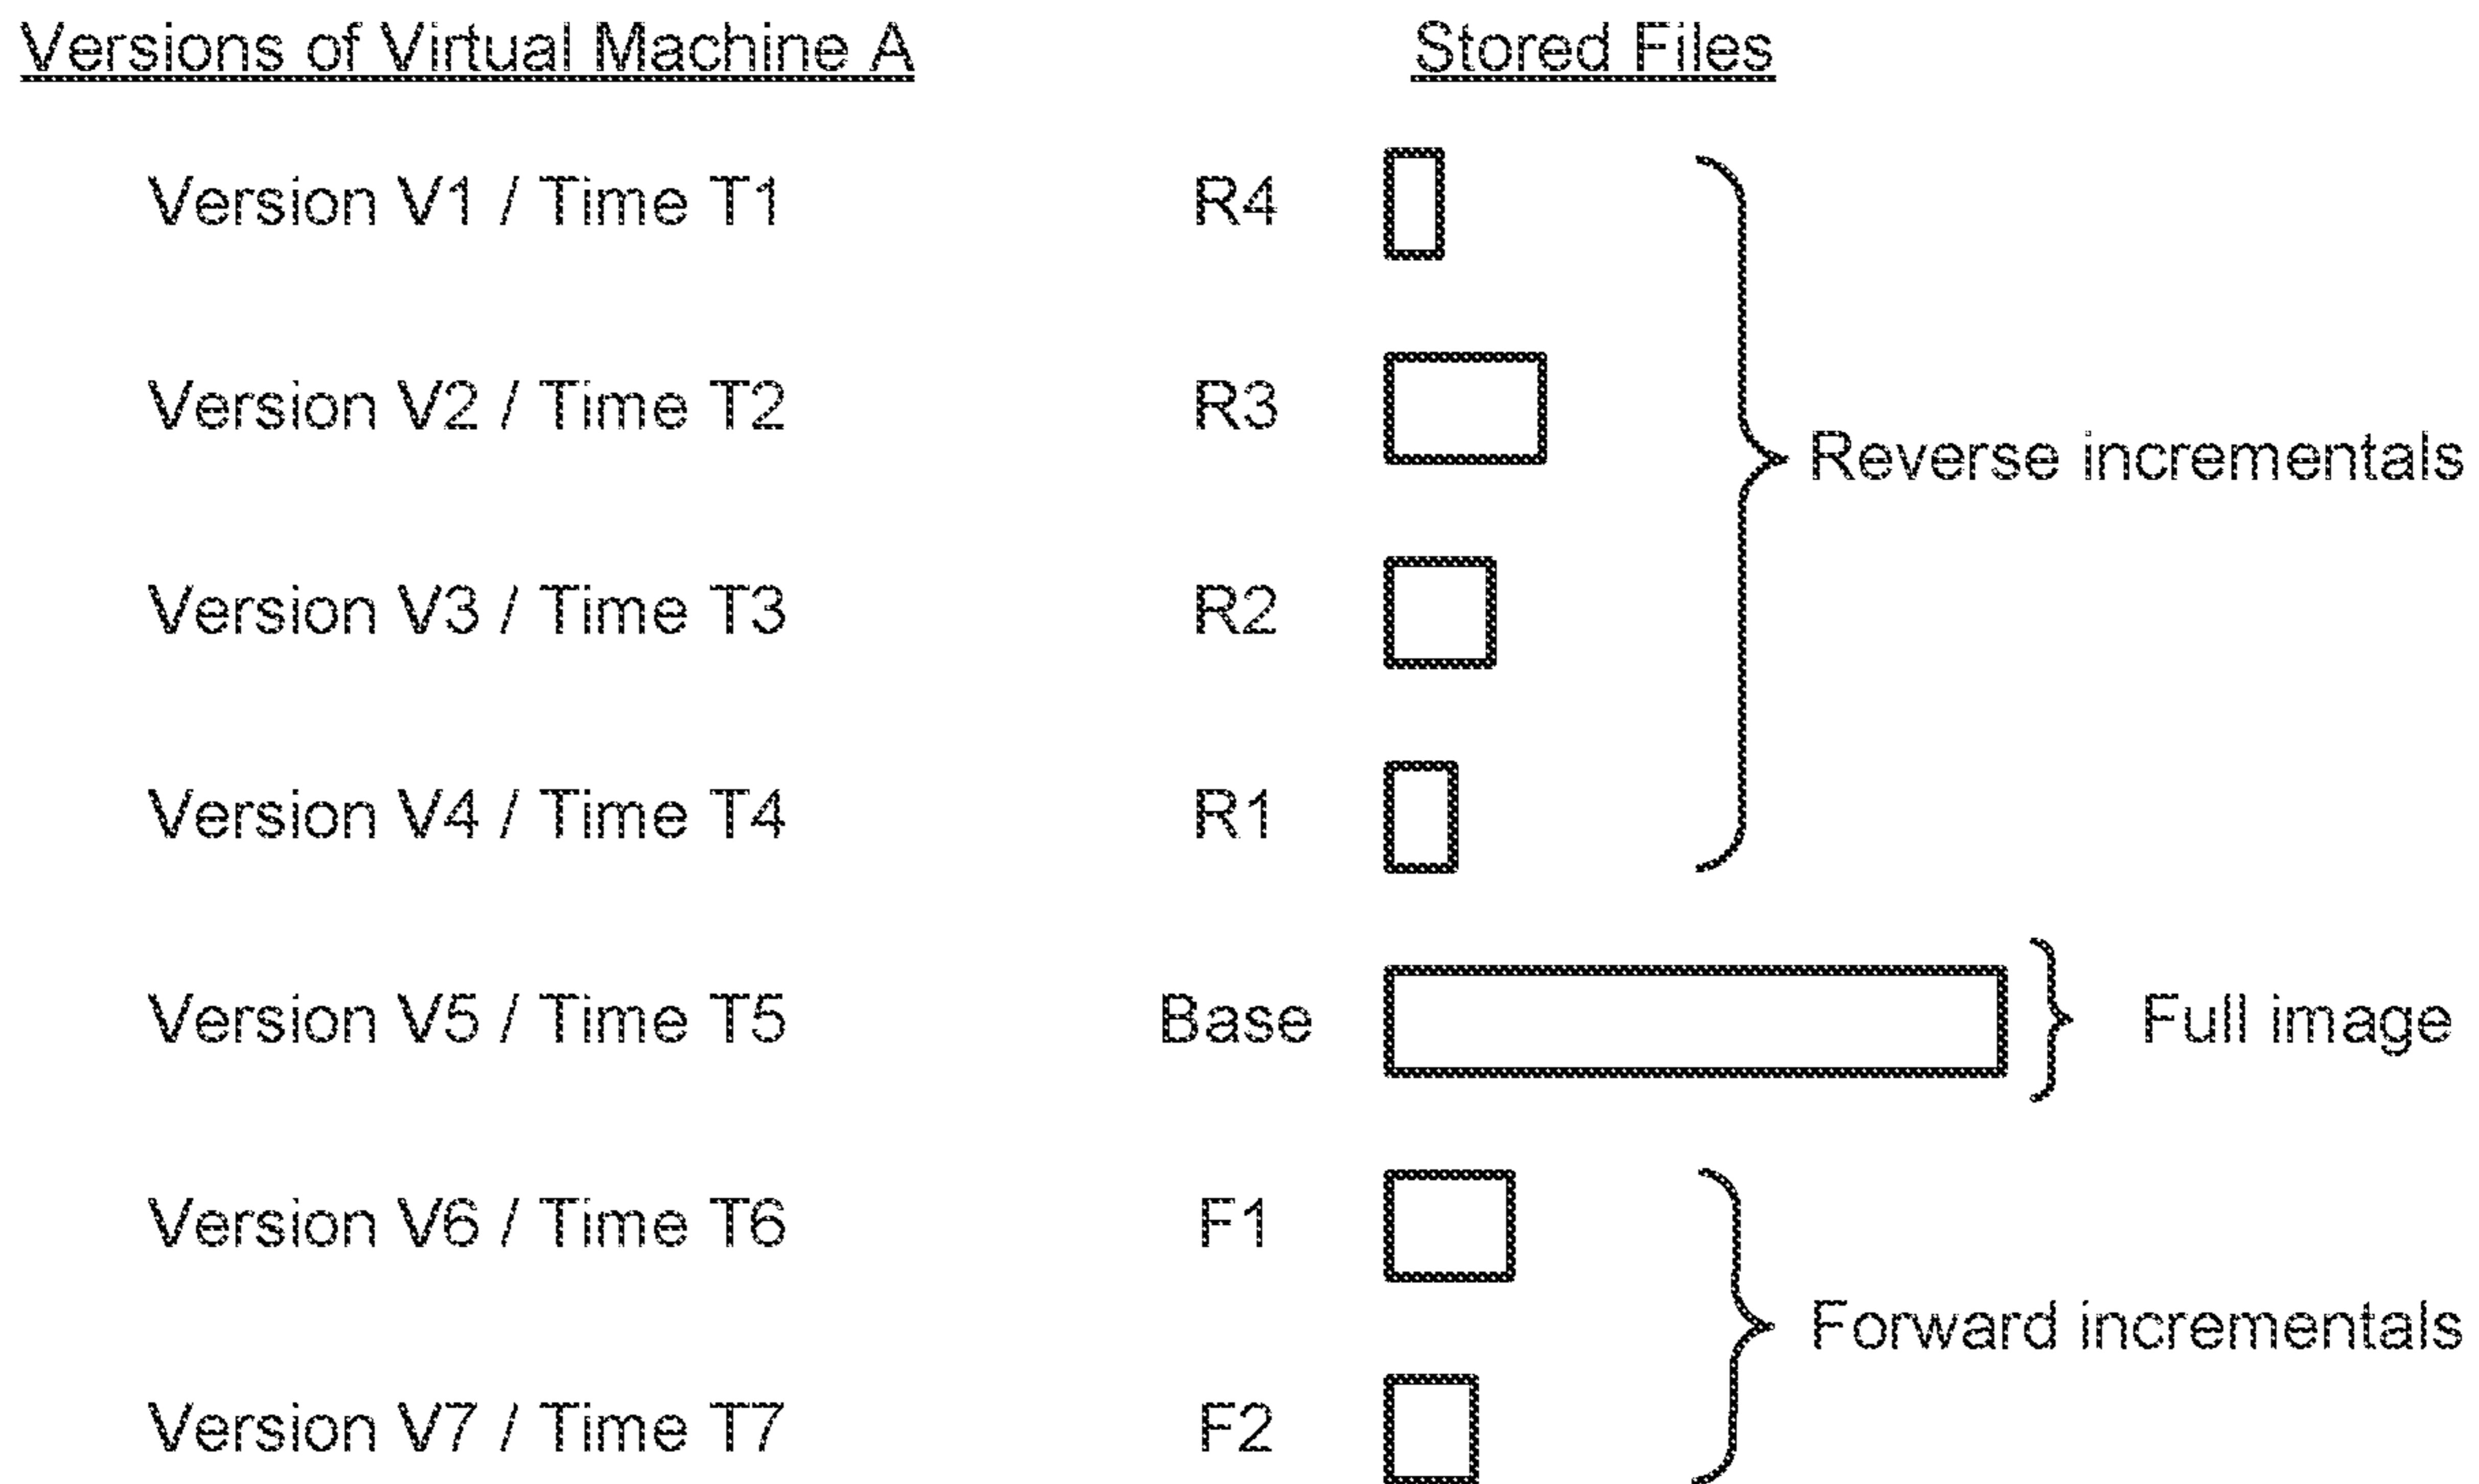 Versions of Virtual Machine A Stored Files
Version V1 / Time T1 R4
Version V2 / Time T2 R3
Reverse incrementals
Version V3 / Time T3 R2
Version V4 / Time T4 R1
Version V5 / Time T5 Base Full image
Version V6 / Time T6 F1
Forward incrementals
Version V7 / Time T7 F2